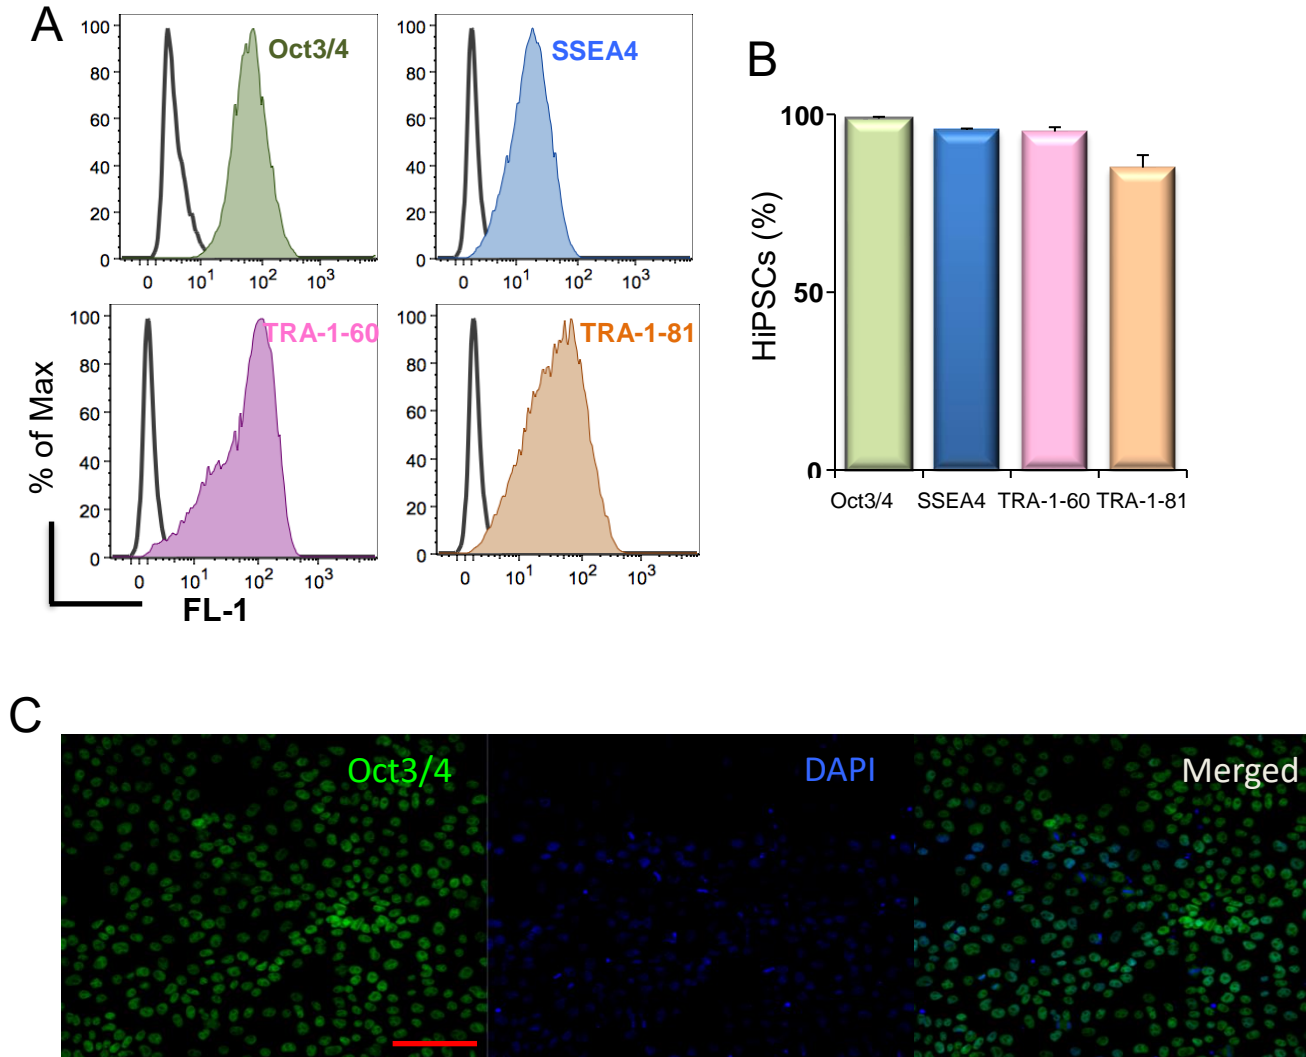 A
100
80
60
40
20
0
Oct3/4
0 10¹ 10² 10³
100
80
60
40
20
0
SSEA4
0 10¹ 10² 10³
% of Max
100
80
60
40
20
0
TRA-1-60
0 10¹ 10² 10³
FL-1
100
80
60
40
20
0
TRA-1-81
0 10¹ 10² 10³
B
HiPSCs (%)
100
50
0
Oct3/4 SSEA4 TRA-1-60 TRA-1-81
C
Oct3/4 DAPI Merged